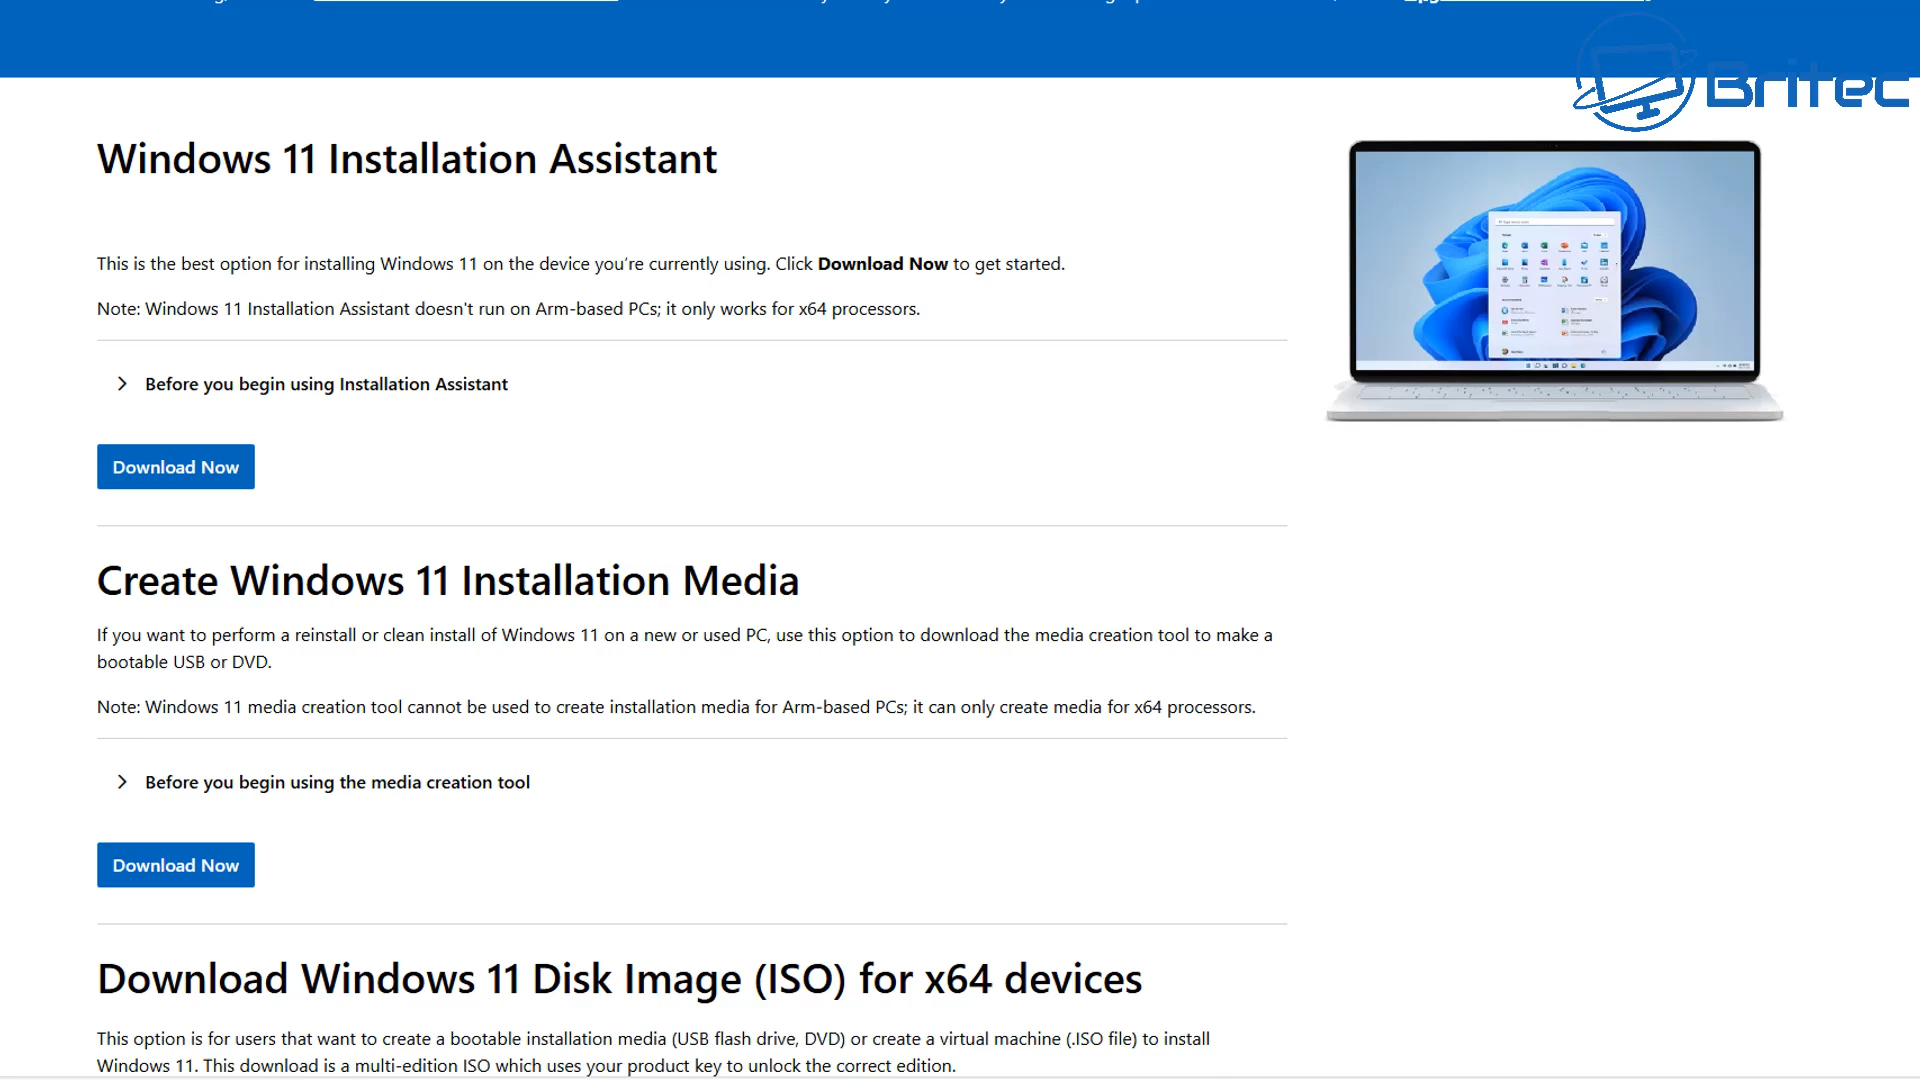 Britec
Windows 11 Installation Assistant
This is the best option for installing Windows 11 on the device you're currently using. Click Download Now to get started.
Note: Windows 11 Installation Assistant doesn't run on Arm-based PCs; it only works for x64 processors.
Before you begin using Installation Assistant
Download Now
Create Windows 11 Installation Media
If you want to perform a reinstall or clean install of Windows 11 on a new or used PC, use this option to download the media creation tool to make a
bootable USB or DVD.
Note: Windows 11 media creation tool cannot be used to create installation media for Arm-based PCs; it can only create media for x64 processors.
Before you begin using the media creation tool
Download Now
Download Windows 11 Disk Image (ISO) for x64 devices
This option is for users that want to create a bootable installation media (USB flash drive, DVD) or create a virtual machine (.ISO file) to install
Windows 11. This download is a multi-edition ISO which uses your product key to unlock the correct edition.